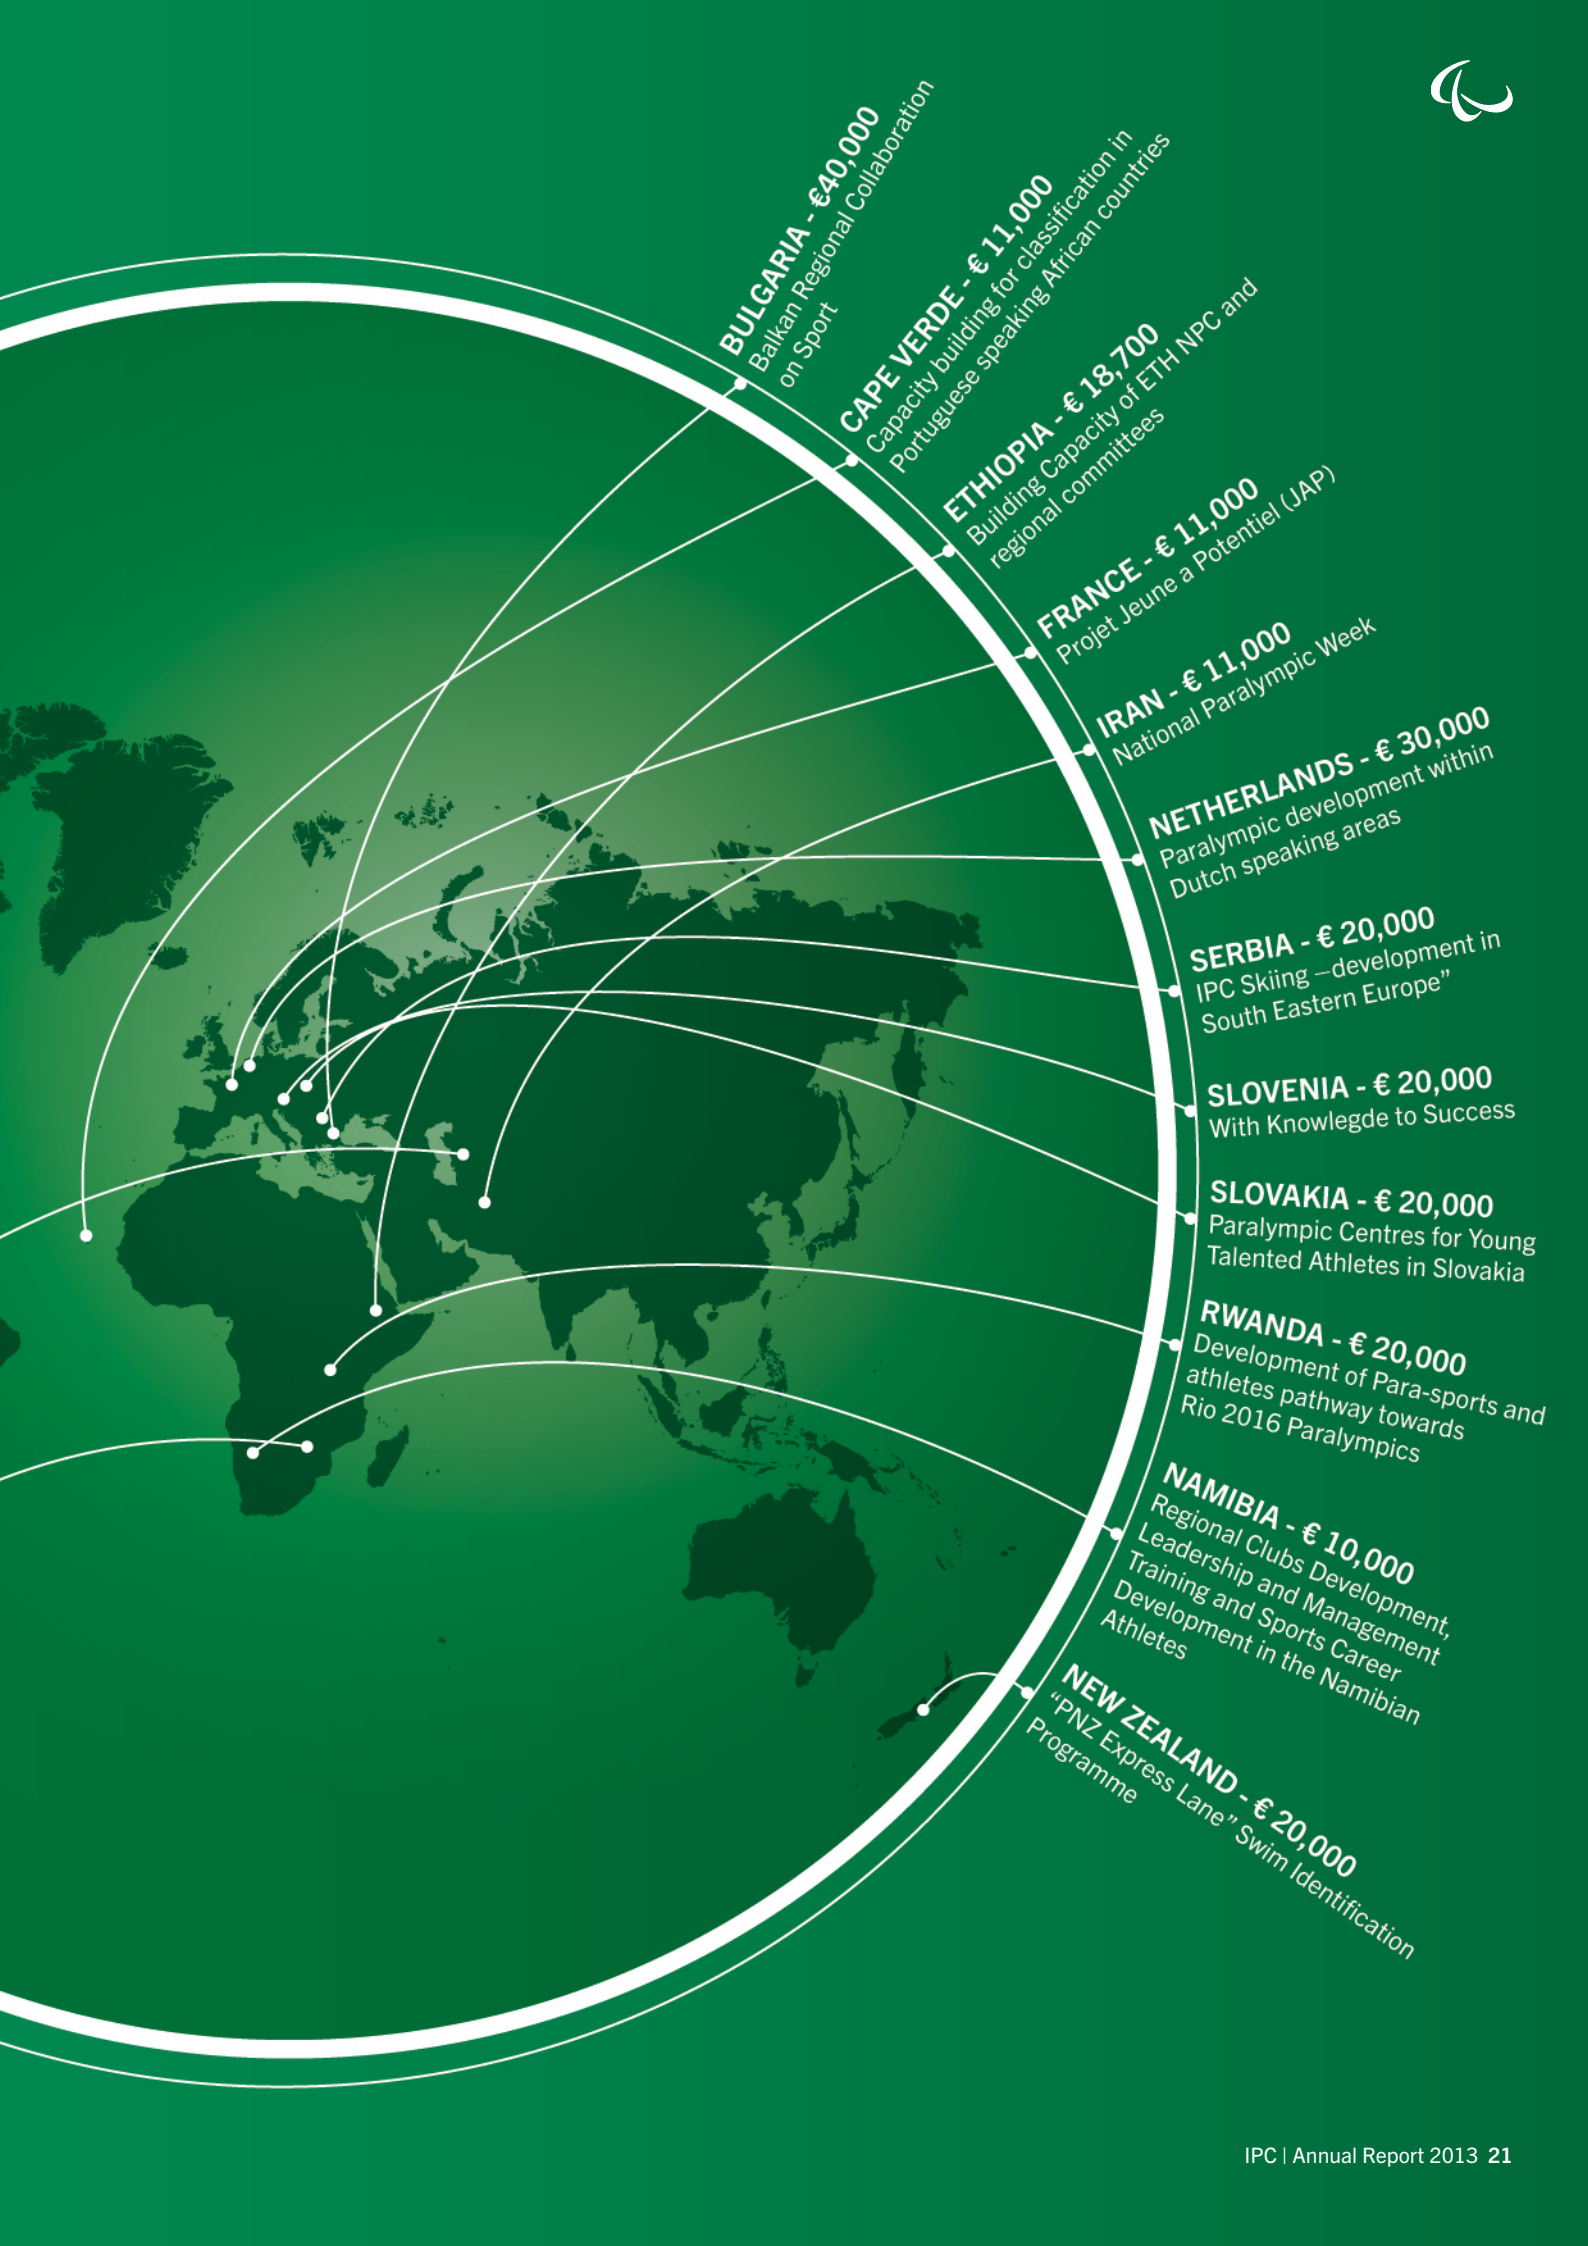 BULGARIA - €40,000
Balkan Regional Collaboration
on Sport
CAPE VERDE - € 11,000
Capacity building for classification in
Portuguese speaking African countries
ETHIOPIA - € 18,700
Building Capacity of ETH NPC and
regional committees
FRANCE - € 11,000
Projet Jeune a Potentiel (JAP)
IRAN - € 11,000
National Paralympic Week
NETHERLANDS - € 30,000
Paralympic development within
Dutch speaking areas
SERBIA - € 20,000
IPC Skiing –development in
South Eastern Europe”
SLOVENIA - € 20,000
With Knowlegde to Success
SLOVAKIA - € 20,000
Paralympic Centres for Young
Talented Athletes in Slovakia
RWANDA - € 20,000
Development of Para-sports and
athletes pathway towards
Rio 2016 Paralympics
NAMIBIA - € 10,000
Regional Clubs Development,
Leadership and Management
Training and Sports Career
Development in the Namibian
Athletes
NEW ZEALAND - € 20,000
“PNZ Express Lane” Swim Identification
Programme
IPC | Annual Report 2013 21